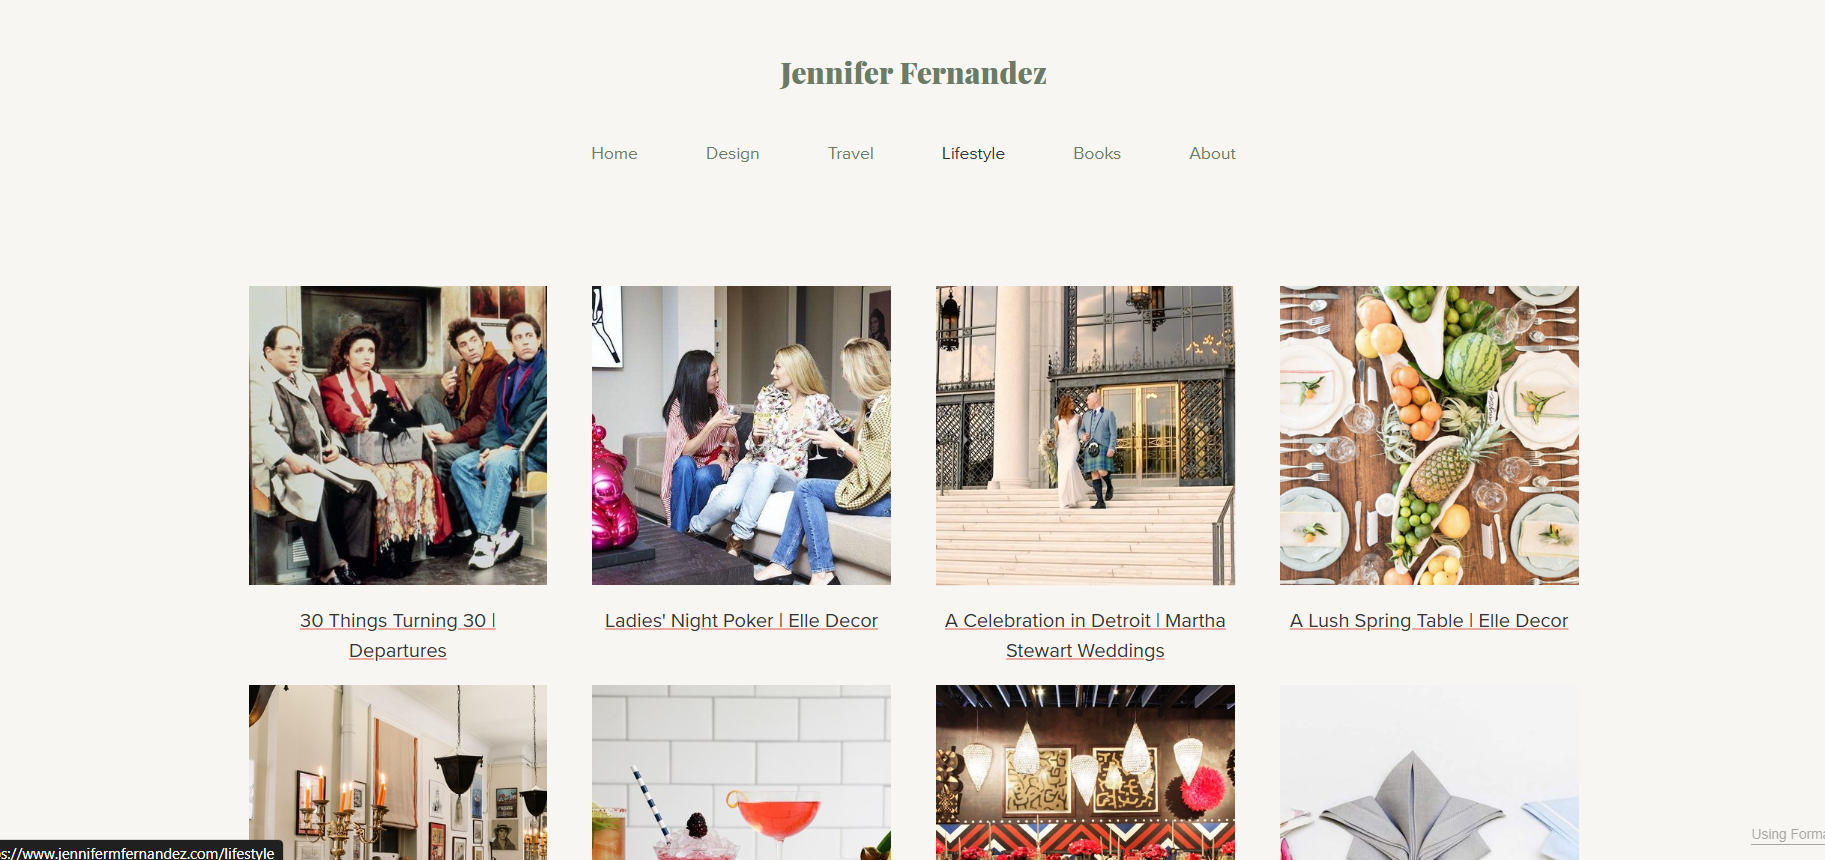 Jennifer Fernandez
Home Design Travel Lifestyle Books About
30 Things Turning 30 |
Departures
Ladies' Night Poker | Elle Decor
A Celebration in Detroit | Martha
Stewart Weddings
A Lush Spring Table | Elle Decor
Using Forma
s://www.jennifermfernandez.com/lifestyle